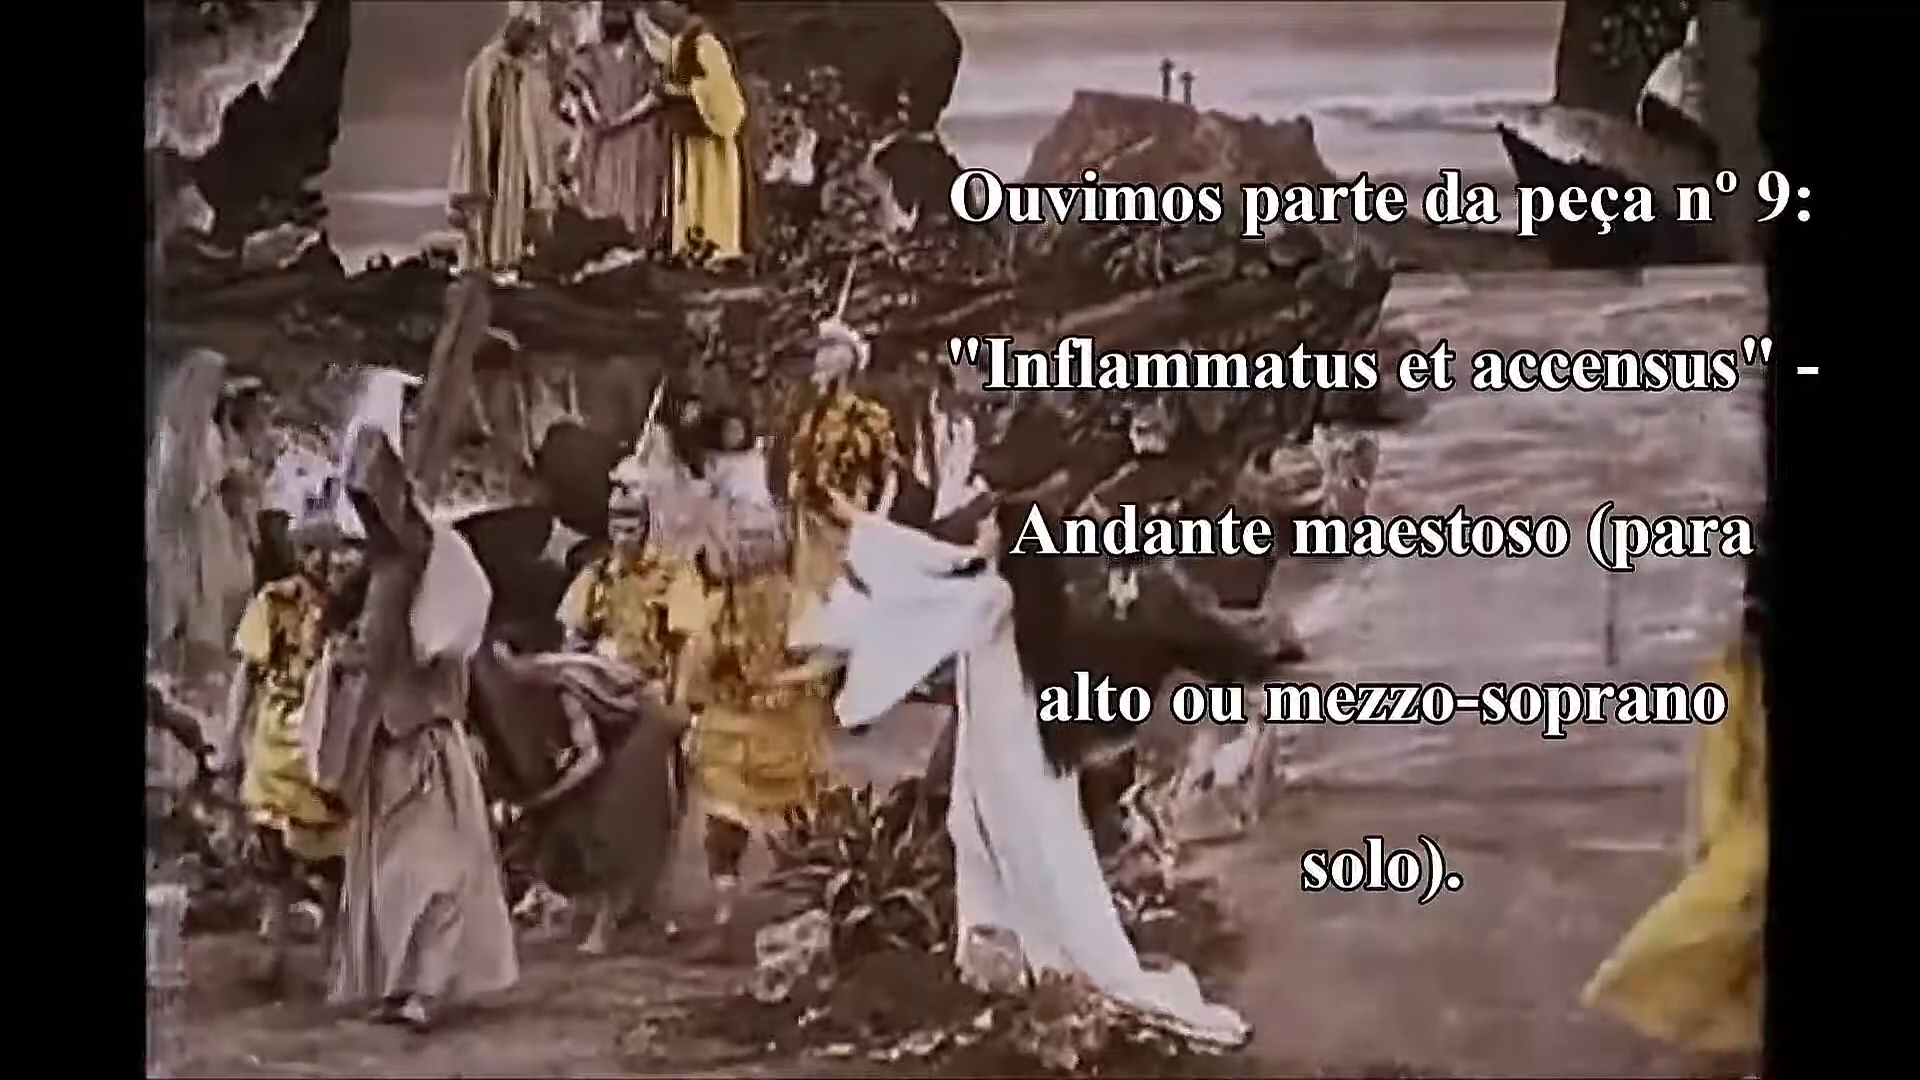 Ouvimos parte da peça nº 9:
"Inflammatus et accensus" -
Andante maestoso (para
alto ou mezzo-soprano
solo).